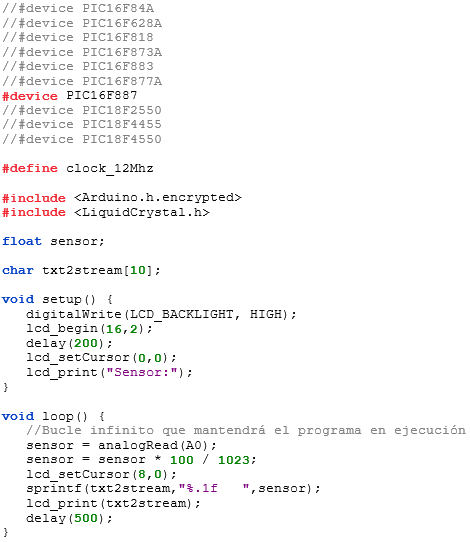 //#device PIC16F84A
//#device PIC16F628A
//#device PIC16F818
//#device PIC16F873A
//#device PIC16F883
//#device PIC16F877A
#device PIC16F887
//#device PIC18F2550
//#device PIC18F4455
//#device PIC18F4550
#define clock_12Mhz
#include <Arduino.h.encrypted>
#include <LiquidCrystal.h>
float sensor;
char txt2stream[10];
void setup() {
digitalWrite(LCD_BACKLIGHT, HIGH);
lcd_begin(16,2);
delay(200);
lcd_setCursor(0,0);
lcd_print("Sensor:");
}
void loop() {
//Bucle infinito que mantendrá el programa en ejecución
sensor = analogRead(A0);
sensor = sensor * 100 / 1023;
lcd_setCursor(8,0);
sprintf(txt2stream,"%.1f   ",sensor);
lcd_print(txt2stream);
delay(500);
}